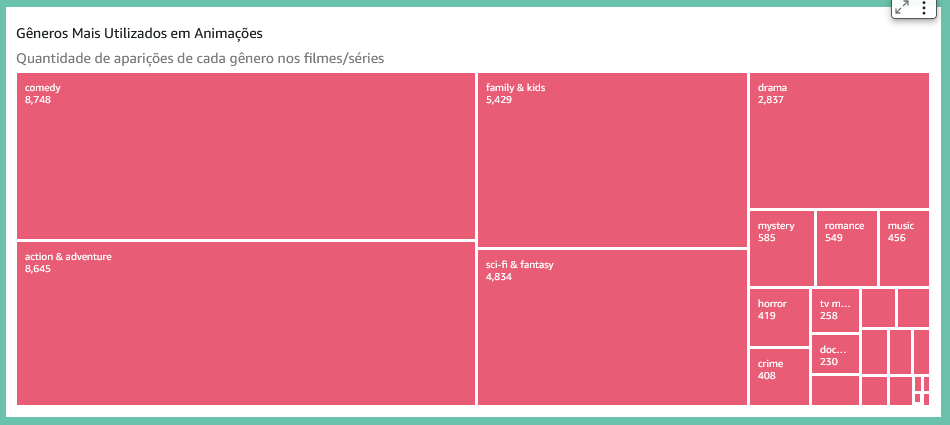 Gêneros Mais Utilizados em Animações
Quantidade de aparições de cada gênero nos filmes/séries
comedy
8,748
family & kids
5,429
drama
2,837
mystery
585
romance
549
music
456
action & adventure
8,645
sci-fi & fantasy
4,834
horror
419
tv m...
258
doc...
230
crime
408